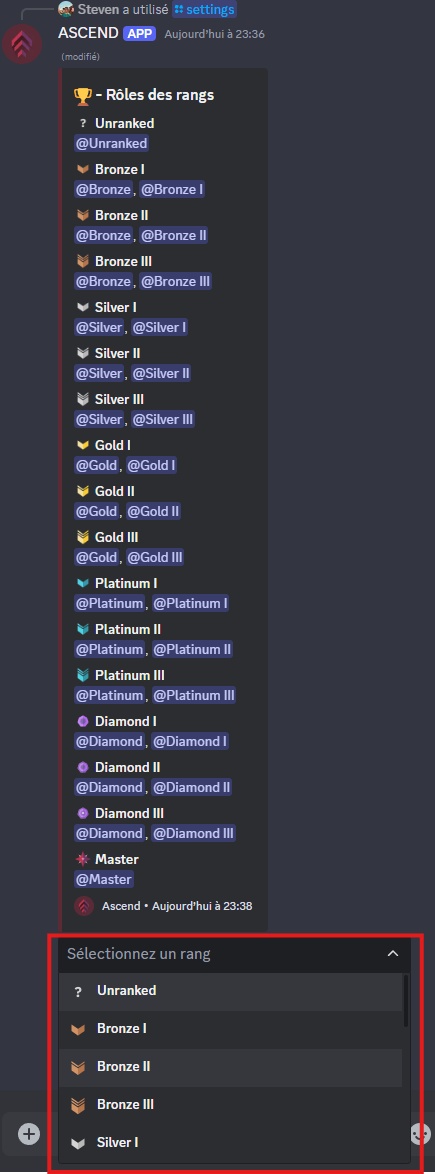 Steven a utilisé settings
ASCEND APP Aujourd'hui à 23:36
(modifié)
- Rôles des rangs
? Unranked
@Unranked
Bronze I
@Bronze, @Bronze I
Bronze II
@Bronze, @Bronze II
Bronze III
@Bronze, @Bronze III
Silver I
@Silver, @Silver I
Silver II
@Silver, @Silver II
Silver III
@Silver, @Silver III
Gold I
@Gold, @Gold I
Gold II
@Gold, @Gold II
Gold III
@Gold, @Gold III
Platinum I
@Platinum, @Platinum I
Platinum II
@Platinum, @Platinum II
Platinum III
@Platinum, @Platinum III
Diamond I
@Diamond, @Diamond I
Diamond II
@Diamond, @Diamond II
Diamond III
@Diamond, @Diamond III
Master
@Master
Ascend • Aujourd'hui à 23:38
Sélectionnez un rang
? Unranked
Bronze I
Bronze II
Bronze III
Silver I